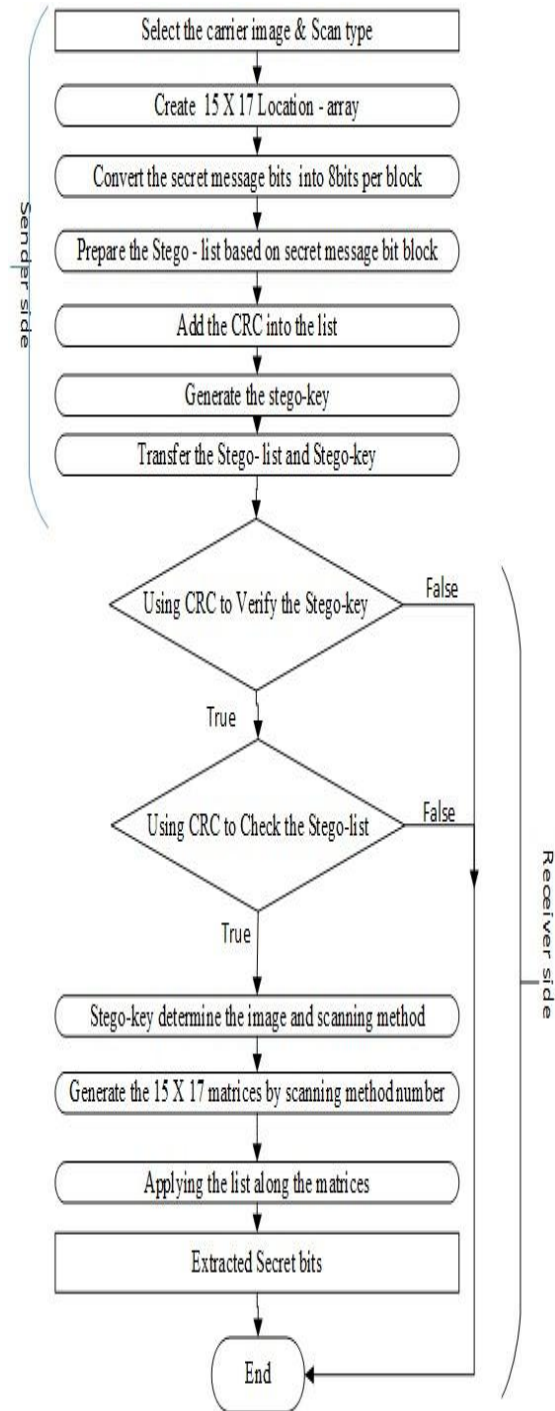 Select the carrier image & Scan type
Create 15 X 17 Location - array
Convert the secret message bits into 8bits per block
Prepare the Stego - list based on secret message bit block
Add the CRC into the list
Generate the stego-key
Transfer the Stego- list and Stego-key
Sender side
Using CRC to Verify the Stego-key
False
True
Using CRC to Check the Stego-list
False
True
Receiver side
Stego-key determine the image and scanning method
Generate the 15 X 17 matrices by scanning method number
Applying the list along the matrices
Extracted Secret bits
End